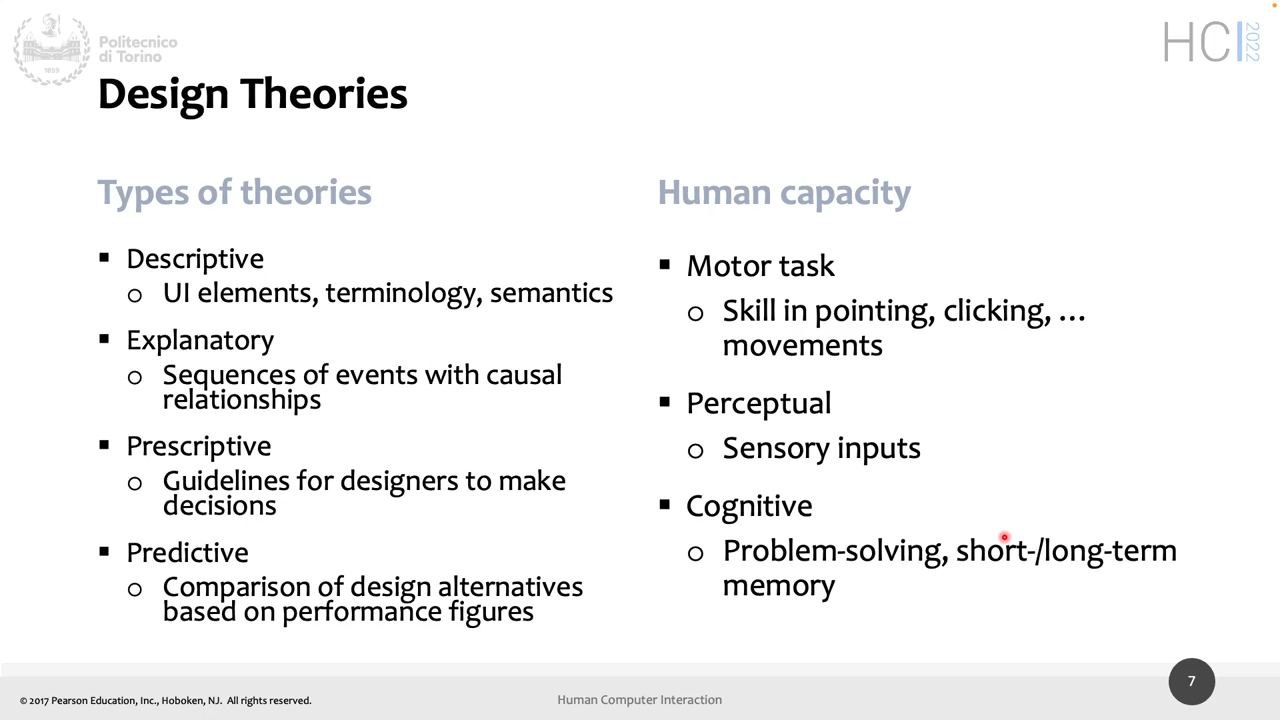 Politecnico
di Torino
1859
HCI 2022
Design Theories
Types of theories
▪ Descriptive
o UI elements, terminology, semantics
▪ Explanatory
o Sequences of events with causal
relationships
▪ Prescriptive
o Guidelines for designers to make
decisions
▪ Predictive
o Comparison of design alternatives
based on performance figures
Human capacity
▪ Motor task
o Skill in pointing, clicking, …
movements
▪ Perceptual
o Sensory inputs
▪ Cognitive
o Problem-solving, short-/long-term
memory
© 2017 Pearson Education, Inc., Hoboken, NJ. All rights reserved.
Human Computer Interaction
7